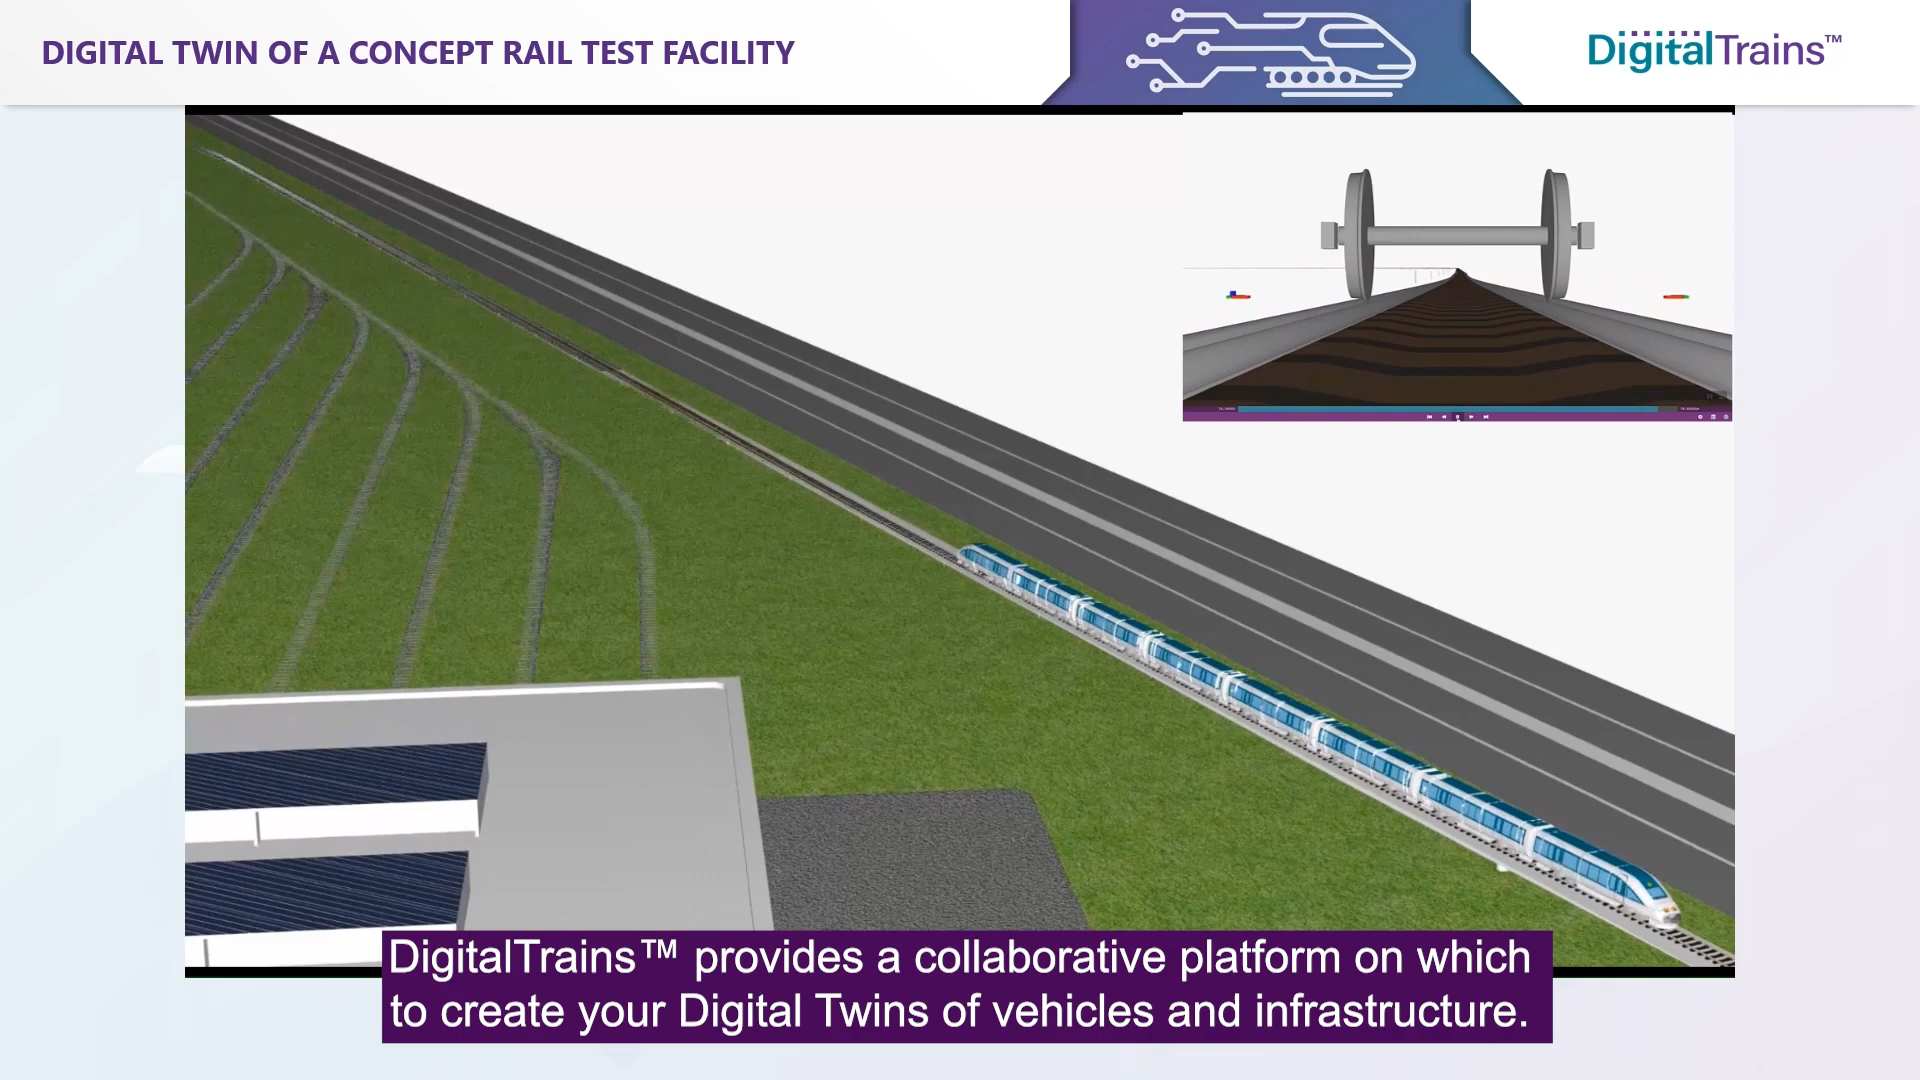 DIGITAL TWIN OF A CONCEPT RAIL TEST FACILITY
DigitalTrains™
DigitalTrains™ provides a collaborative platform on which
to create your Digital Twins of vehicles and infrastructure.